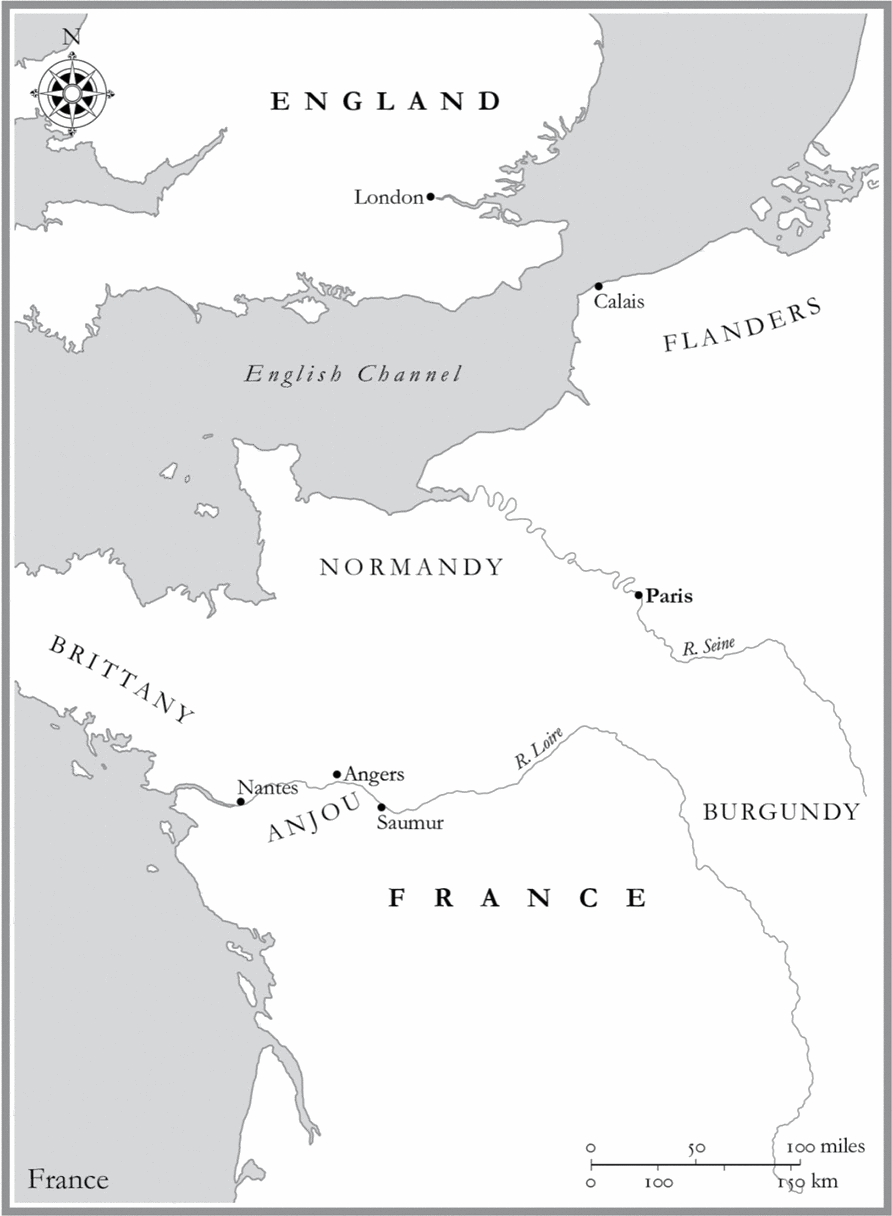 N
ENGLAND
London
Calais
FLANDERS
English Channel
NORMANDY
Paris
R. Seine
BRITTANY
R. Loire
Nantes
Angers
ANJOU
Saumur
BURGUNDY
FRANCE
0 50 100 miles
0 100 150 km
France